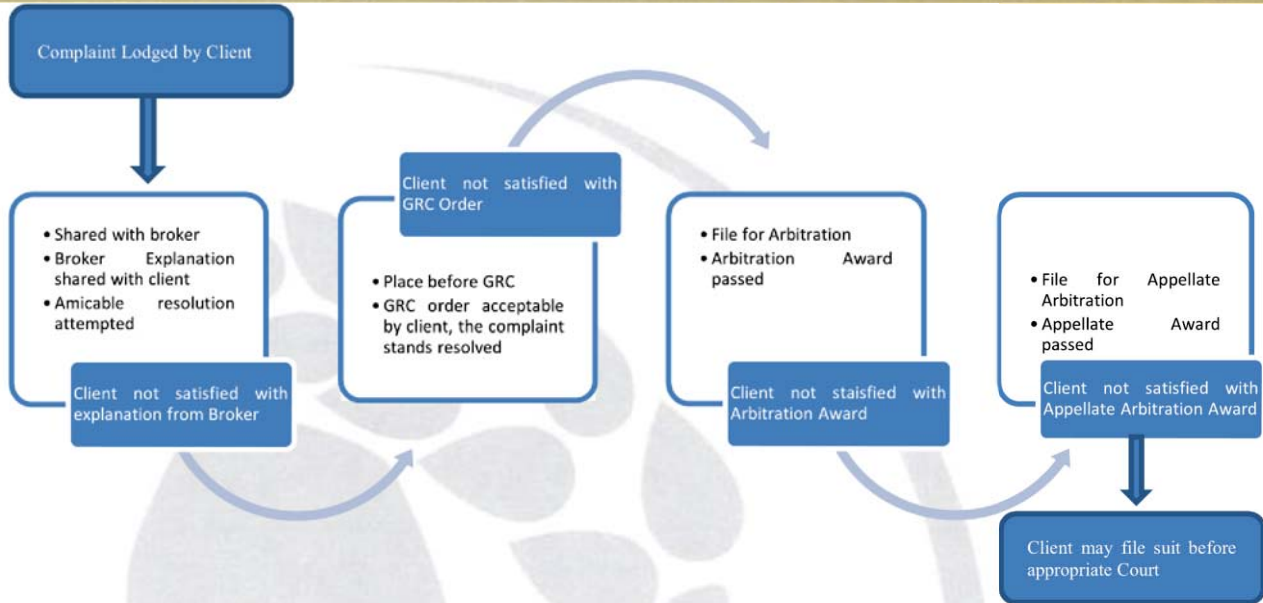 Complaint Lodged by Client
• Shared with broker
• Broker Explanation
shared with client
• Amicable resolution
attempted
Client not satisfied with
explanation from Broker
Client not satisfied with
GRC Order
• Place before GRC
• GRC order acceptable
by client, the complaint
stands resolved
• File for Arbitration
• Arbitration Award
passed
Client not staisfied with
Arbitration Award
• File for Appellate
Arbitration
• Appellate Award
passed
Client not satisfied with
Appellate Arbitration Award
Client may file suit before
appropriate Court